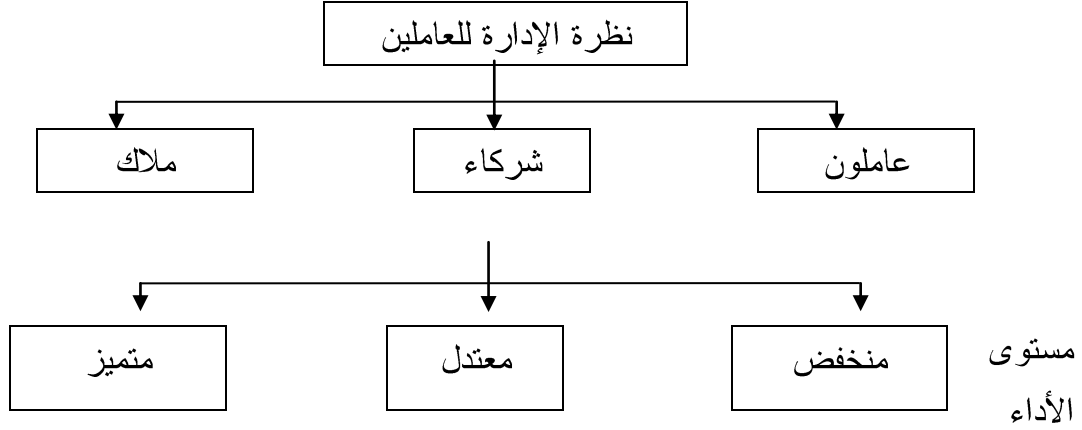 نظرة الإدارة للعاملين
عاملون
شركاء
ملاك
منخفض
معتدل
متميز
مستوى
الأداء